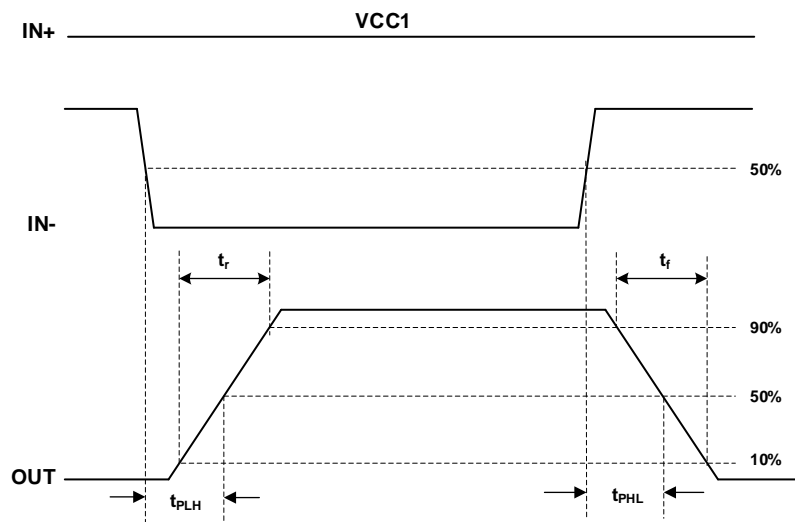 VCC1
IN+
50%
IN-
tr
tf
90%
50%
10%
OUT
tPLH
tPHL